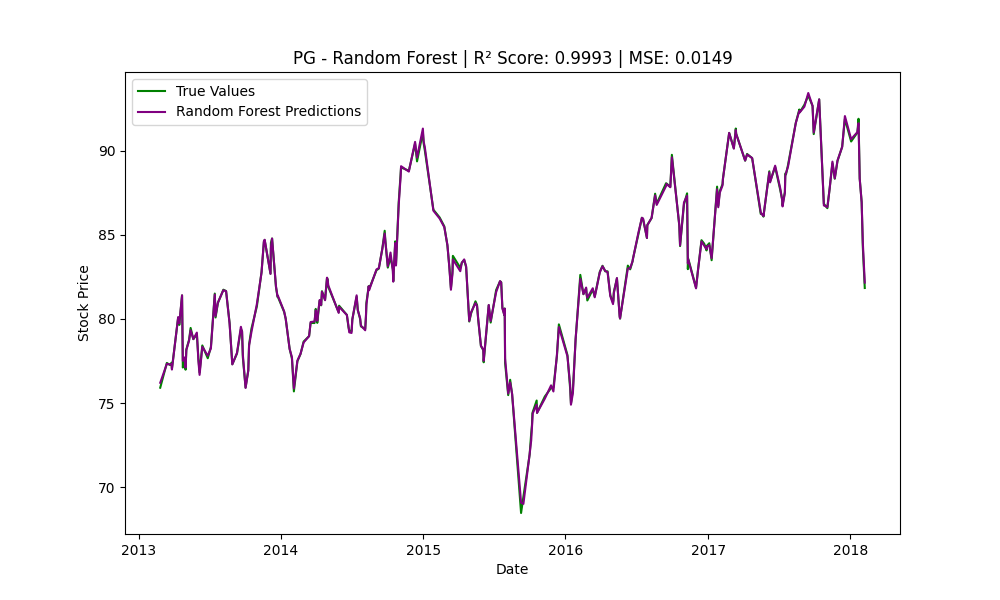 PG - Random Forest | R² Score: 0.9993 | MSE: 0.0149
True Values
Random Forest Predictions
90
85
80
75
70
Stock Price
2013 2014 2015 2016 2017 2018
Date